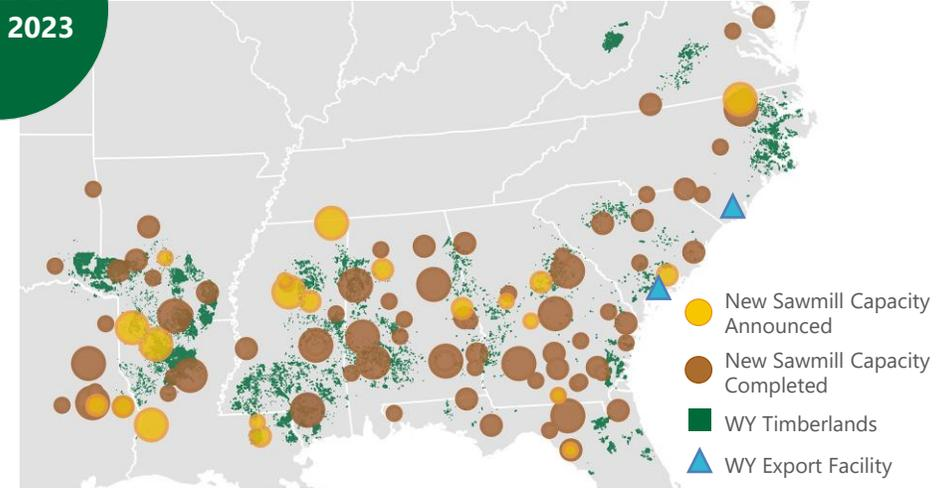 2023
New Sawmill Capacity
Announced
New Sawmill Capacity
Completed
WY Timberlands
WY Export Facility